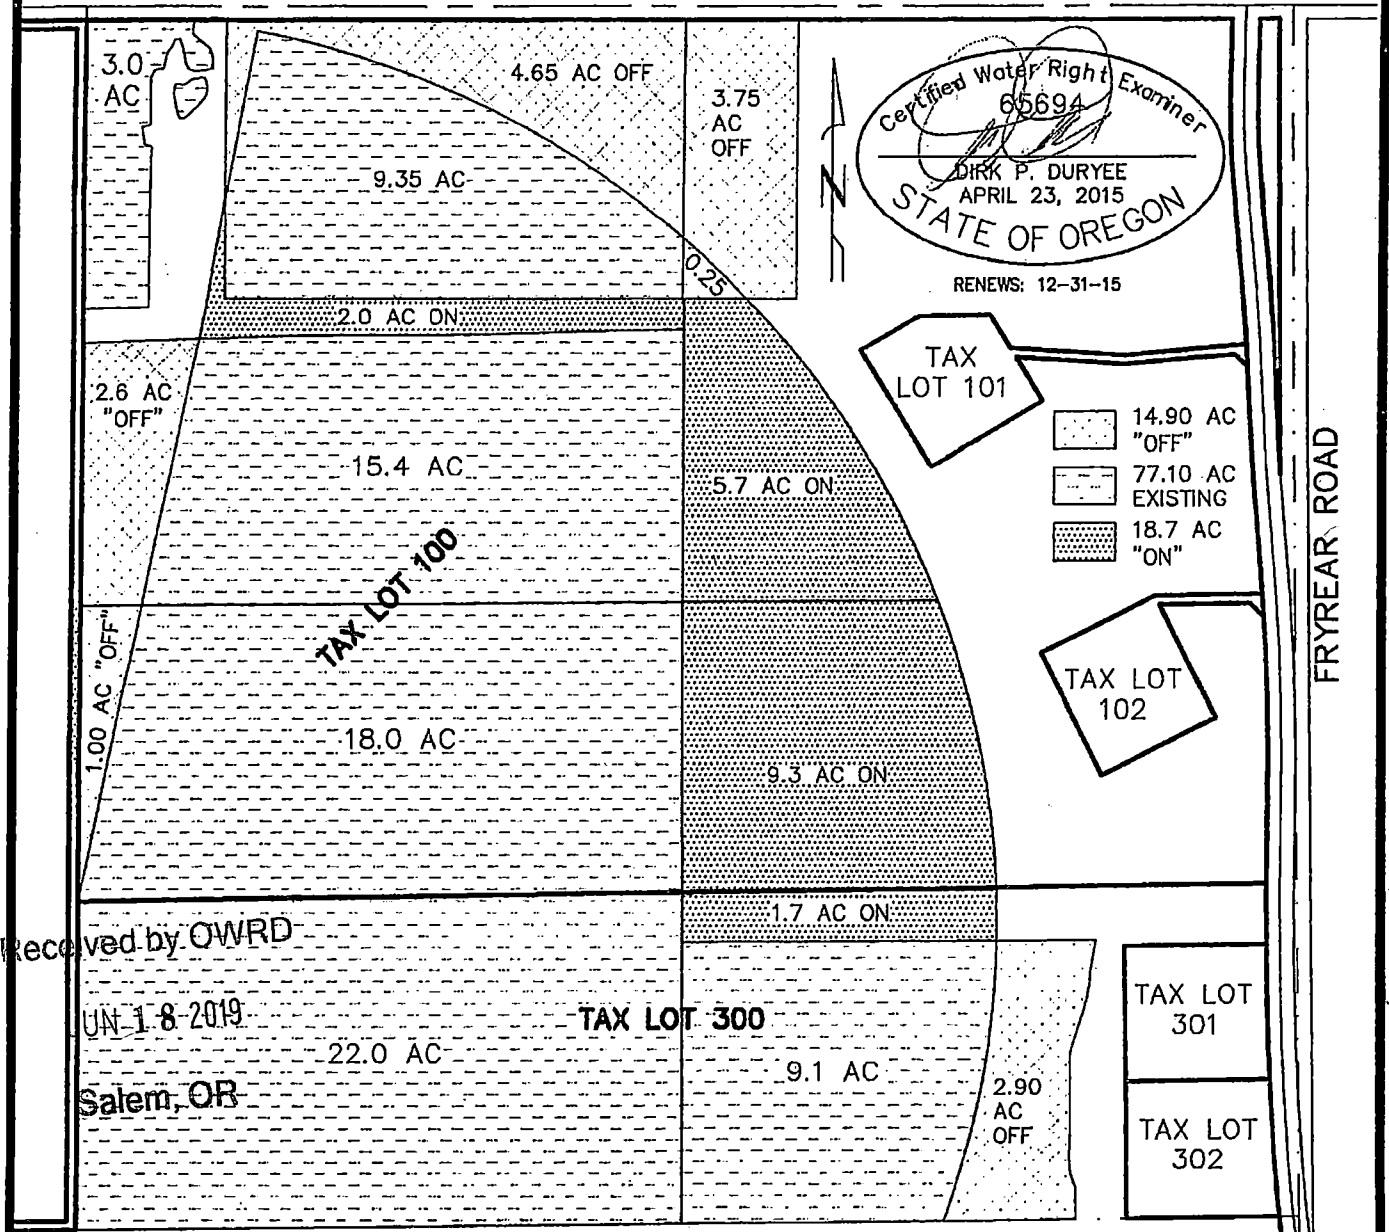 3.0
AC
4.65 AC OFF
3.75
AC
OFF
9.35 AC
0.25
Certified Water Right Examiner
65694
DIRK P. DURYEE
APRIL 23, 2015
STATE OF OREGON
RENEWS: 12-31-15
N
2.0 AC ON
2.6 AC
"OFF"
15.4 AC
5.7 AC ON
TAX
LOT 101
14.90 AC
"OFF"
77.10 AC
EXISTING
18.7 AC
"ON"
FRYREAR ROAD
TAX LOT 100
1.00 AC "OFF"
18.0 AC
9.3 AC ON
TAX LOT
102
1.7 AC ON
Received by OWRD
UN 18 2019
Salem, OR
TAX LOT 300
22.0 AC
9.1 AC
2.90
AC
OFF
TAX LOT
301
TAX LOT
302